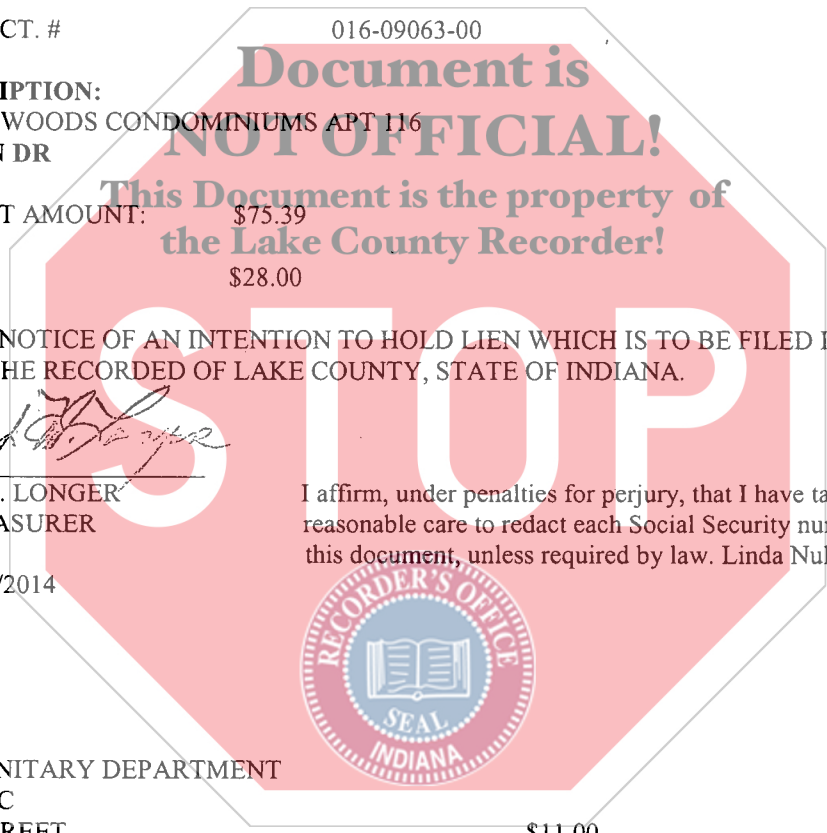 CT. # 016-09063-00
Document is
IPTION:
WOODS CONDOMINIUMS APT 116
NOT OFFICIAL!
DR
This Document is the property of
T AMOUNT: $75.39
the Lake County Recorder!
$28.00
NOTICE OF AN INTENTION TO HOLD LIEN WHICH IS TO BE FILED
HE RECORDED OF LAKE COUNTY, STATE OF INDIANA.
STOP
. LONGER I affirm, under penalties for perjury, that I have ta
ASURER reasonable care to redact each Social Security nu
this document, unless required by law. Linda Nu
/2014
RECORDER'S OFFICE
SEAL
INDIANA
NITARY DEPARTMENT
C
REET $11.00